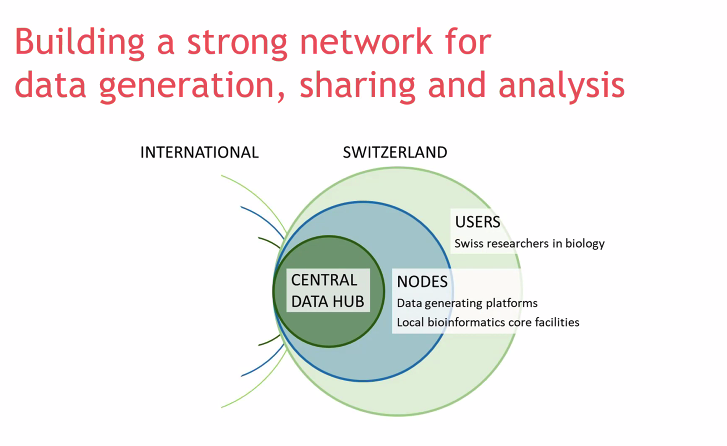 Building a strong network for
data generation, sharing and analysis
INTERNATIONAL
SWITZERLAND
USERS
Swiss researchers in biology
CENTRAL
DATA HUB
NODES
Data generating platforms
Local bioinformatics core facilities